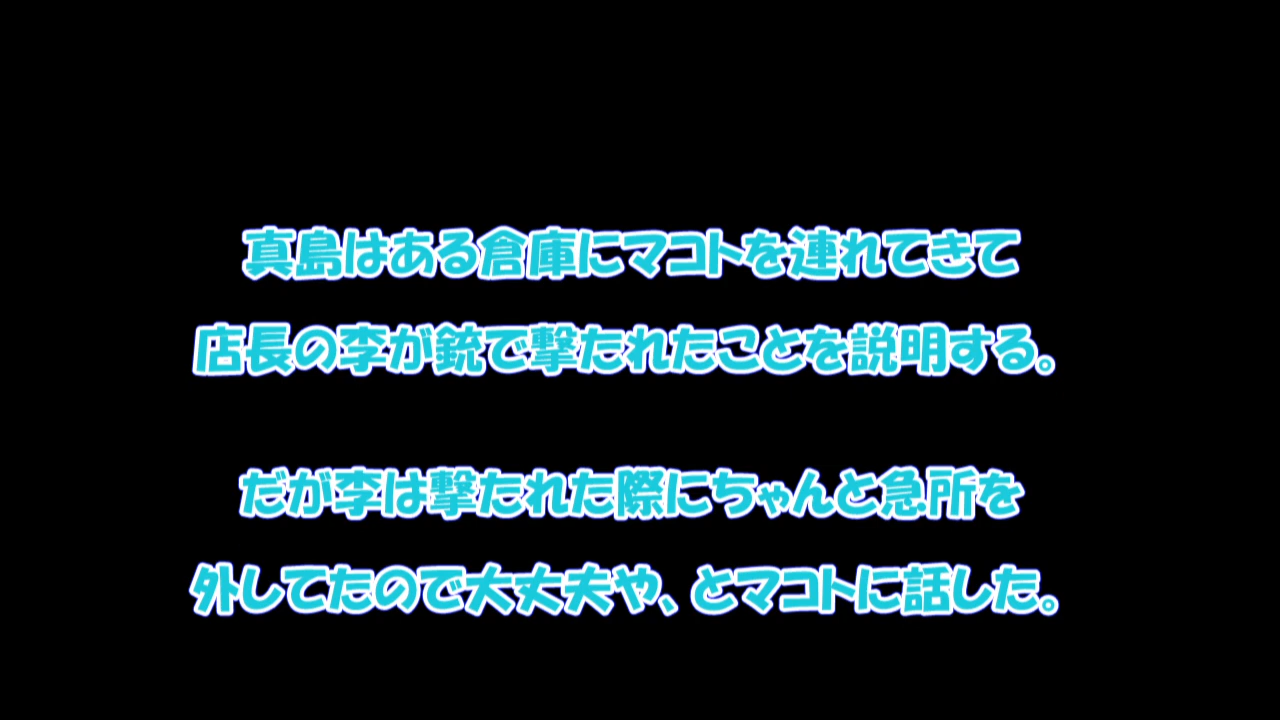 真島はある倉庫にマコトを連れてきて
店長の李が銃で撃たれたことを説明する。
だが李は撃たれた際にちゃんと急所を
外してたので大丈夫や、とマコトに話した。